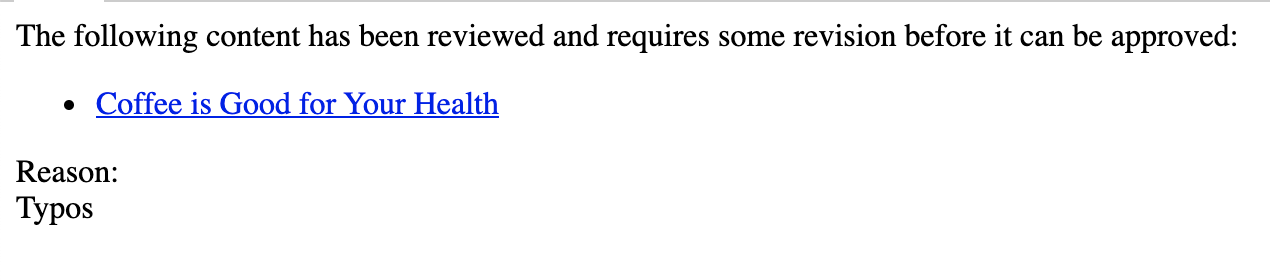 The following content has been reviewed and requires some revision before it can be approved:
• Coffee is Good for Your Health
Reason:
Typos